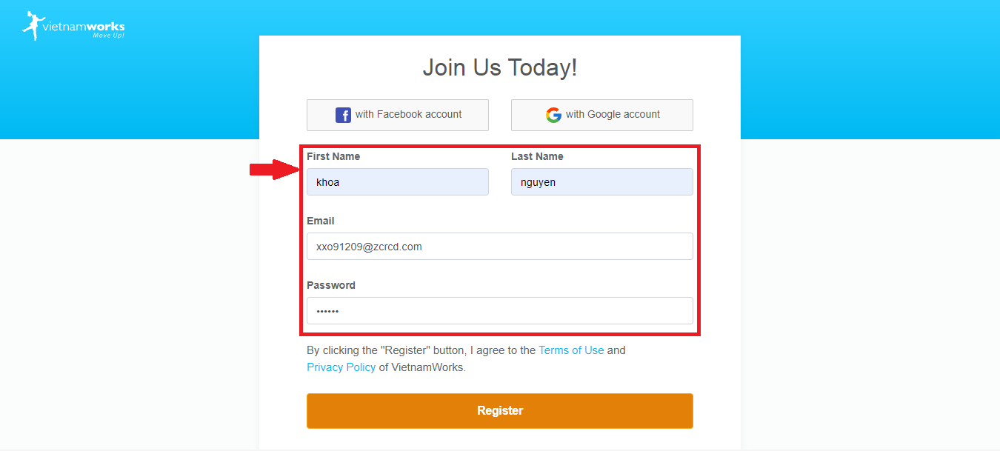 vietnamworks
Move Up!
Join Us Today!
with Facebook account
with Google account
First Name
Last Name
khoa
nguyen
Email
xxo91209@zcrcd.com
Password
••••••
By clicking the "Register" button, I agree to the Terms of Use and
Privacy Policy of VietnamWorks.
Register